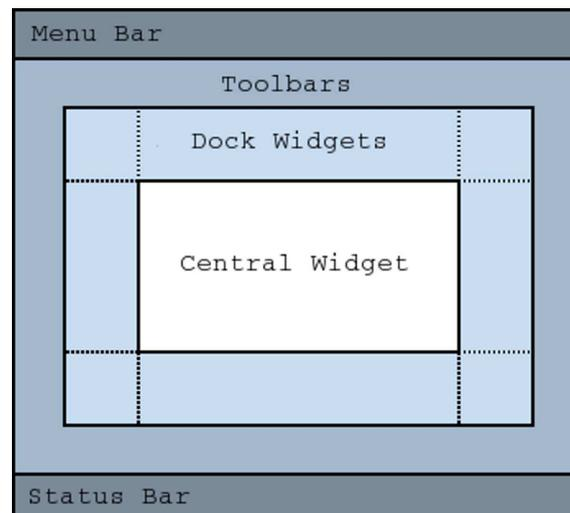 Menu Bar
Toolbars
Dock Widgets
Central Widget
Status Bar